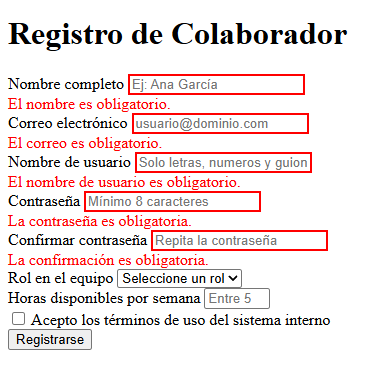 Registro de Colaborador
Nombre completo Ej: Ana García
El nombre es obligatorio.
Correo electrónico usuario@dominio.com
El correo es obligatorio.
Nombre de usuario Solo letras, numeros y guion
El nombre de usuario es obligatorio.
Contraseña Mínimo 8 caracteres
La contraseña es obligatoria.
Confirmar contraseña Repita la contraseña
La confirmación es obligatoria.
Rol en el equipo Seleccione un rol
Horas disponibles por semana Entre 5
Acepto los términos de uso del sistema interno
Registrarse